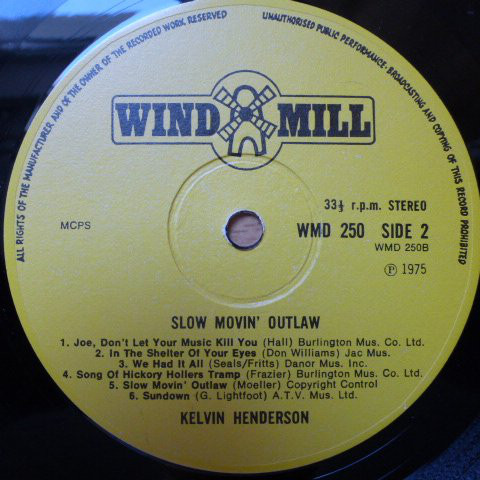 ALL RIGHTS OF THE MANUFACTURER AND OF THE OWNER OF THE RECORDED WORK RESERVED
UNAUTHORISED PUBLIC PERFORMANCE·BROADCASTING AND COPYING OF THIS RECORD PROHIBITED
WIND MILL
33⅓ r.p.m. STEREO
MCPS
WMD 250 SIDE 2
WMD 250B
Ⓟ 1975
SLOW MOVIN' OUTLAW
1. Joe, Don't Let Your Music Kill You (Hall) Burlington Mus. Co. Ltd.
2. In The Shelter Of Your Eyes (Don Williams) Jac Mus.
3. We Had It All (Seals/Fritts) Danor Mus. Inc.
4. Song Of Hickory Hollers Tramp (Frazier) Burlington Mus. Co. Ltd.
5. Slow Movin' Outlaw (Moeller) Copyright Control
6. Sundown (G. Lightfoot) A.T.V. Mus. Ltd.
KELVIN HENDERSON